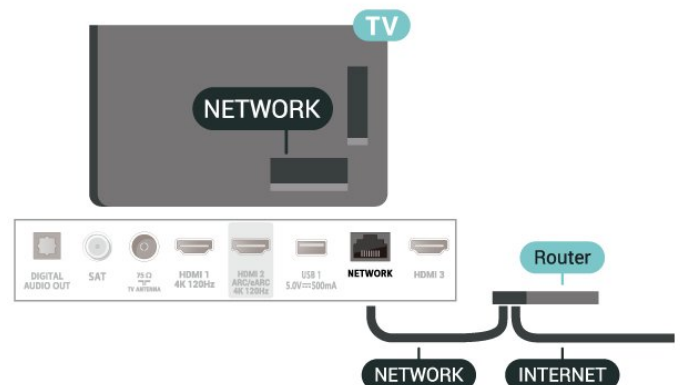 TV
NETWORK
DIGITAL
AUDIO OUT
SAT
75 Ω
TV ANTENNA
HDMI 1
4K 120Hz
HDMI 2
ARC/eARC
4K 120Hz
USB 1
5.0V⎓500mA
NETWORK
HDMI 3
Router
NETWORK
INTERNET